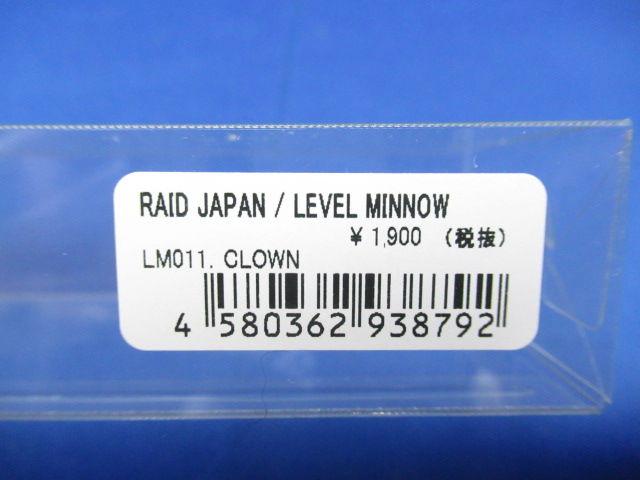 RAID JAPAN / LEVEL MINNOW
¥ 1,900 (税抜)
LM011. CLOWN
4 580362 938792